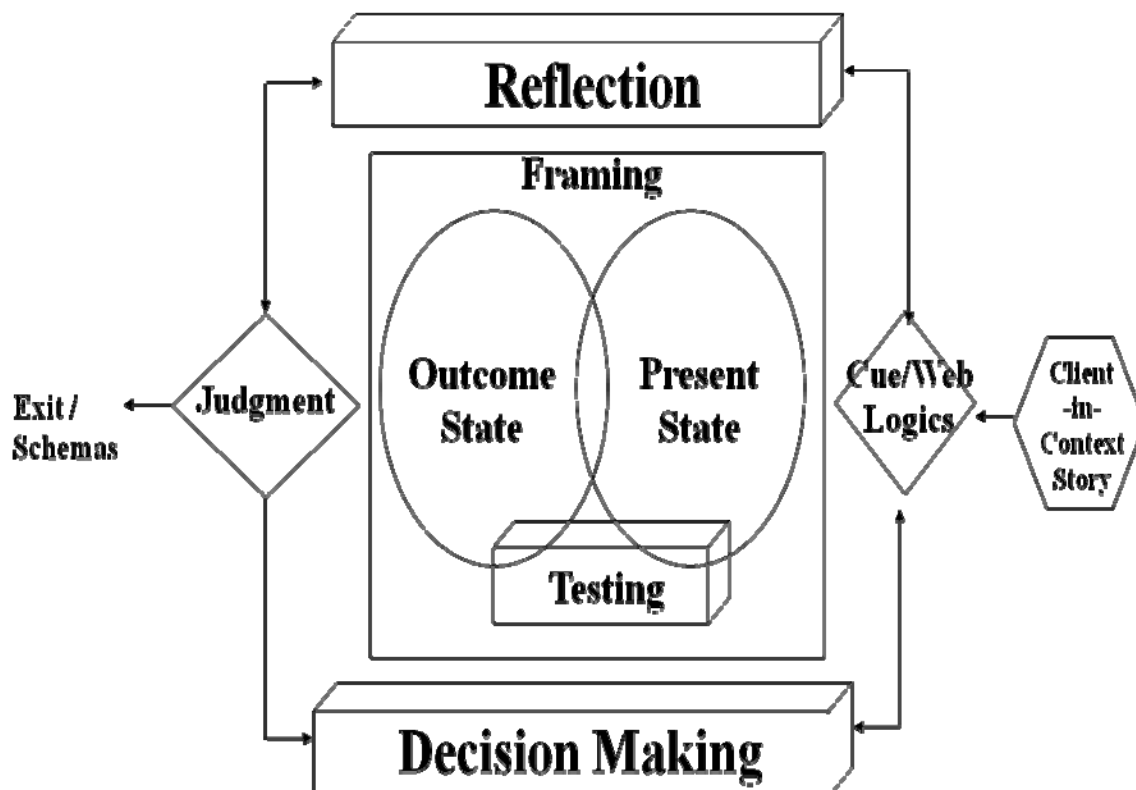 Reflection
Framing
Outcome
State
Present
State
Cue/Web
Logics
Client
-in-
Context
Story
Judgment
Exit /
Schemas
Testing
Decision Making